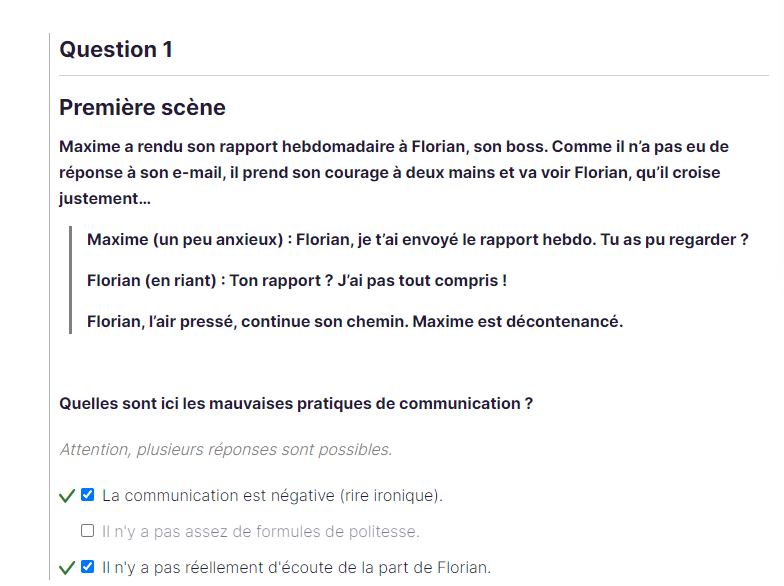 Question 1
Première scène
Maxime a rendu son rapport hebdomadaire à Florian, son boss. Comme il n’a pas eu de
réponse à son e-mail, il prend son courage à deux mains et va voir Florian, qu’il croise
justement…
Maxime (un peu anxieux) : Florian, je t’ai envoyé le rapport hebdo. Tu as pu regarder ?
Florian (en riant) : Ton rapport ? J’ai pas tout compris !
Florian, l’air pressé, continue son chemin. Maxime est décontenancé.
Quelles sont ici les mauvaises pratiques de communication ?
Attention, plusieurs réponses sont possibles.
La communication est négative (rire ironique).
Il n'y a pas assez de formules de politesse.
Il n'y a pas réellement d'écoute de la part de Florian.